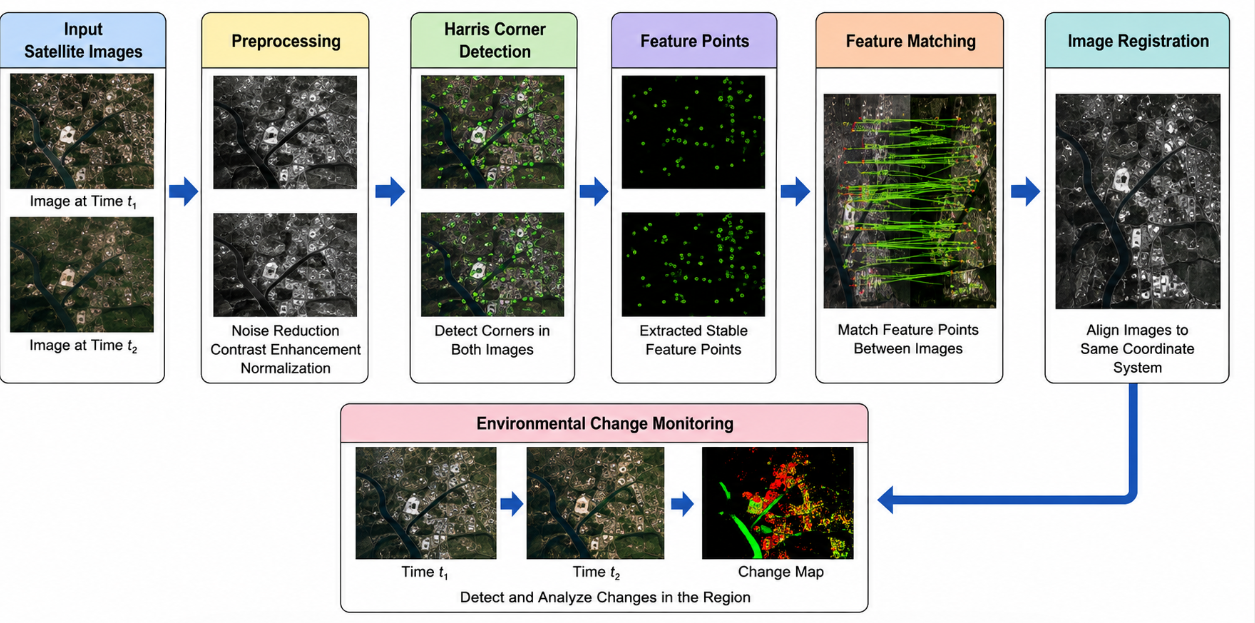 Input
Satellite Images
Image at Time t₁
Image at Time t₂
Preprocessing
Noise Reduction
Contrast Enhancement
Normalization
Harris Corner
Detection
Detect Corners in
Both Images
Feature Points
Extracted Stable
Feature Points
Feature Matching
Match Feature Points
Between Images
Image Registration
Align Images to
Same Coordinate
System
Environmental Change Monitoring
Time t₁
Time t₂
Change Map
Detect and Analyze Changes in the Region